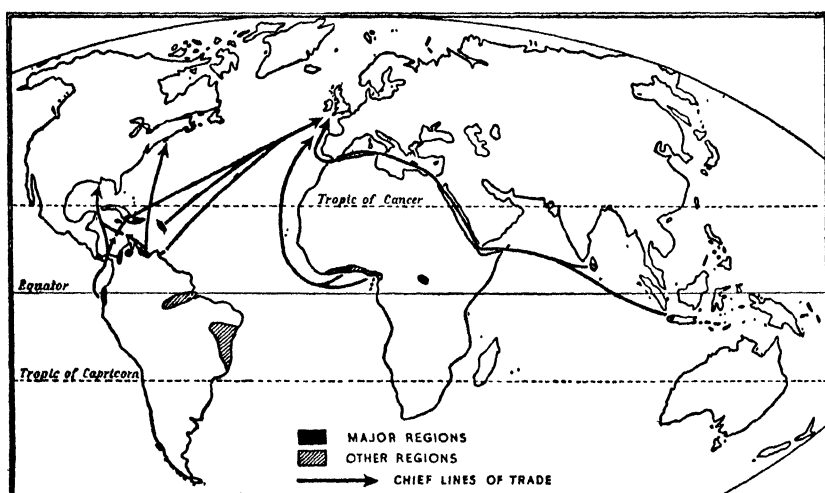 Tropic of Cancer
Equator
Tropic of Capricorn
MAJOR REGIONS
OTHER REGIONS
CHIEF LINES OF TRADE